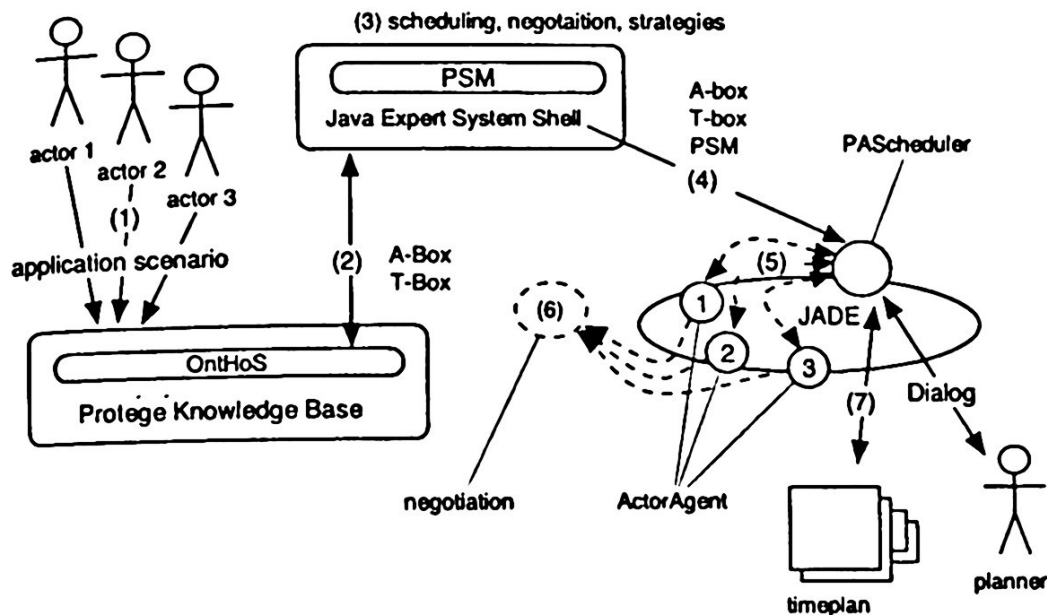 (3) scheduling, negotaition, strategies
PSM
Java Expert System Shell
actor 1
actor 2
actor 3
(1)
application scenario
(2)
A-Box
T-Box
OntHoS
Protege Knowledge Base
A-box
T-box
PSM
(4)
PAScheduler
(5)
(6)
1
2
3
JADE
(7)
Dialog
negotiation
ActorAgent
timeplan
planner